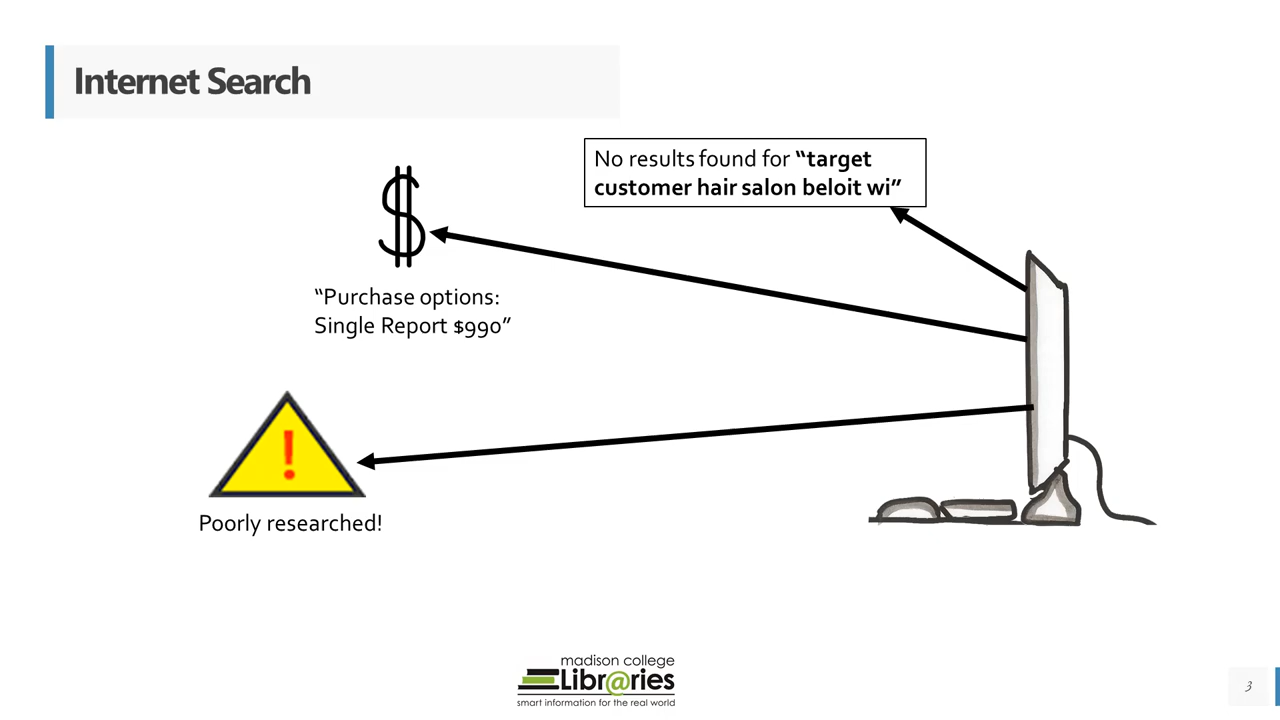 Internet Search
No results found for “target
customer hair salon beloit wi”
$
“Purchase options:
Single Report $990”
!
Poorly researched!
madison college
Libr@ries
smart information for the real world
3